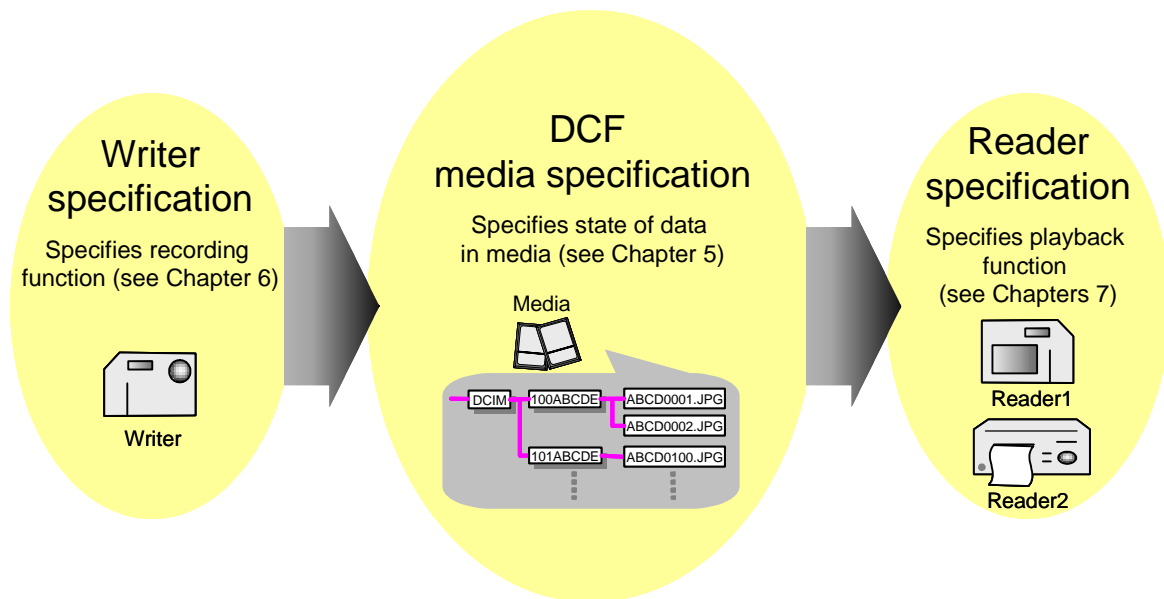 Writer
specification
Specifies recording
function (see Chapter 6)
Writer
DCF
media specification
Specifies state of data
in media (see Chapter 5)
Media
DCIM
100ABCDE
ABCD0001.JPG
ABCD0002.JPG
101ABCDE
ABCD0100.JPG
Reader
specification
Specifies playback
function
(see Chapters 7)
Reader1
Reader2